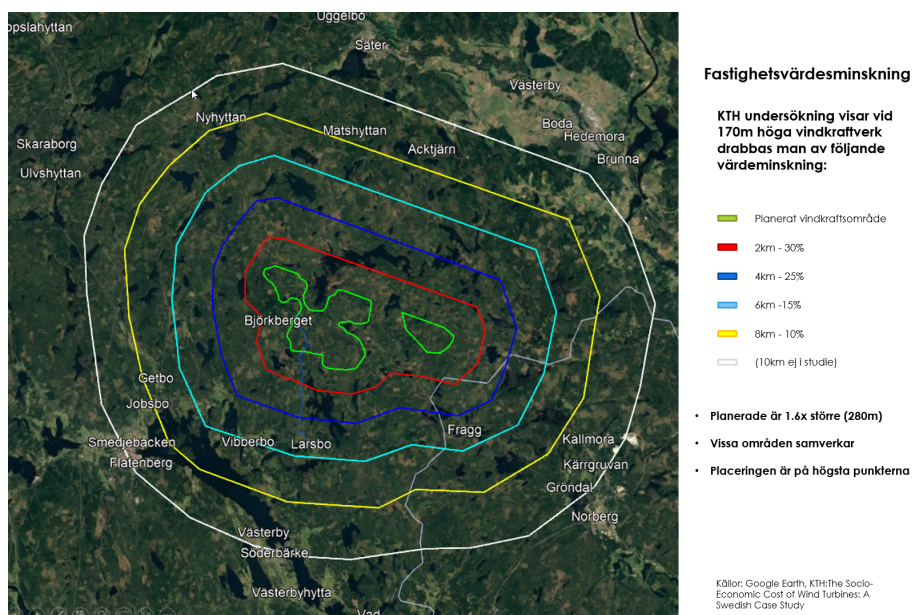 Uggelbo
opslahyttan
Säter
Västerby
Nyhyttan
Matshyttan
Boda
Hedemora
Skaraborg
Acktjärn
Brunna
Ulvshyttan
Björkberget
Getbo
Jobsbo
Smedjebacken
Vibberbo
Larsbo
Fragg
Kallmora
Flatenberg
Kärrgruvan
Gröndal
Norberg
Västerby
Söderbärke
Västerbyhytta
Vad
Fastighetsvärdesminskning
KTH undersökning visar vid
170m höga vindkraftverk
drabbas man av följande
värdeminskning:
Planerat vindkraftsområde
2km - 30%
4km - 25%
6km -15%
8km - 10%
(10km ej i studie)
• Planerade är 1.6x större (280m)
• Vissa områden samverkar
• Placeringen är på högsta punkterna
Källor: Google Earth, KTH:The Socio-
Economic Cost of Wind Turbines: A
Swedish Case Study